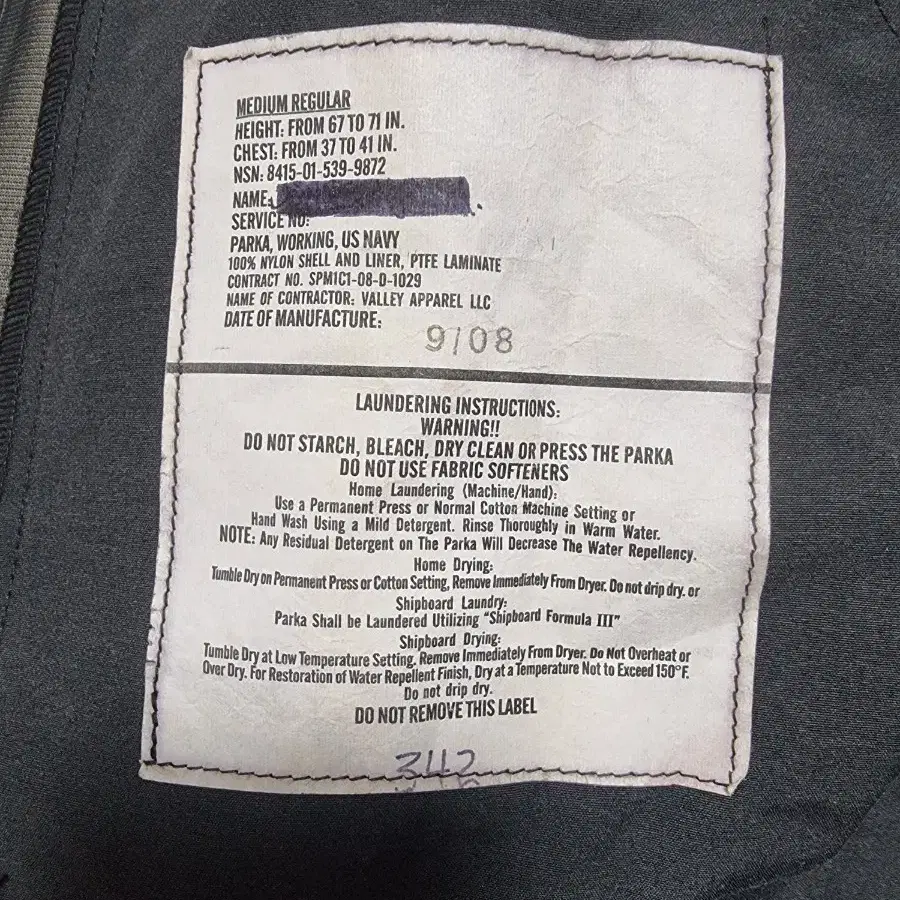 MEDIUM REGULAR
HEIGHT: FROM 67 TO 71 IN.
CHEST: FROM 37 TO 41 IN.
NSN: 8415-01-539-9872
NAME:
SERVICE NO:
PARKA, WORKING, US NAVY
100% NYLON SHELL AND LINER, PTFE LAMINATE
CONTRACT NO. SPM1C1-08-D-1029
NAME OF CONTRACTOR: VALLEY APPAREL LLC
DATE OF MANUFACTURE: 9/08
LAUNDERING INSTRUCTIONS:
WARNING!!
DO NOT STARCH, BLEACH, DRY CLEAN OR PRESS THE PARKA
DO NOT USE FABRIC SOFTENERS
Home Laundering (Machine/Hand):
Use a Permanent Press or Normal Cotton Machine Setting or
Hand Wash Using a Mild Detergent. Rinse Thoroughly in Warm Water.
NOTE: Any Residual Detergent on The Parka Will Decrease The Water Repellency.
Home Drying:
Tumble Dry on Permanent Press or Cotton Setting, Remove Immediately From Dryer. Do not drip dry. or
Shipboard Laundry:
Parka Shall be Laundered Utilizing "Shipboard Formula III"
Shipboard Drying:
Tumble Dry at Low Temperature Setting. Remove Immediately From Dryer. Do Not Overheat or
Over Dry. For Restoration of Water Repellent Finish, Dry at a Temperature Not to Exceed 150°F.
Do not drip dry.
DO NOT REMOVE THIS LABEL